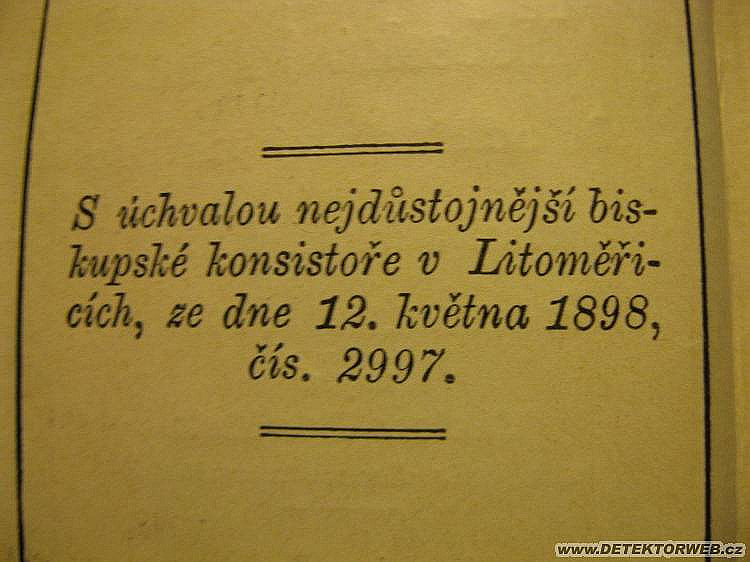 S úchvalou nejdůstojnější bis-
kupské konsistoře v Litoměři-
cích, ze dne 12. května 1898,
čís. 2997.
www.DETEKTORWEB.cz